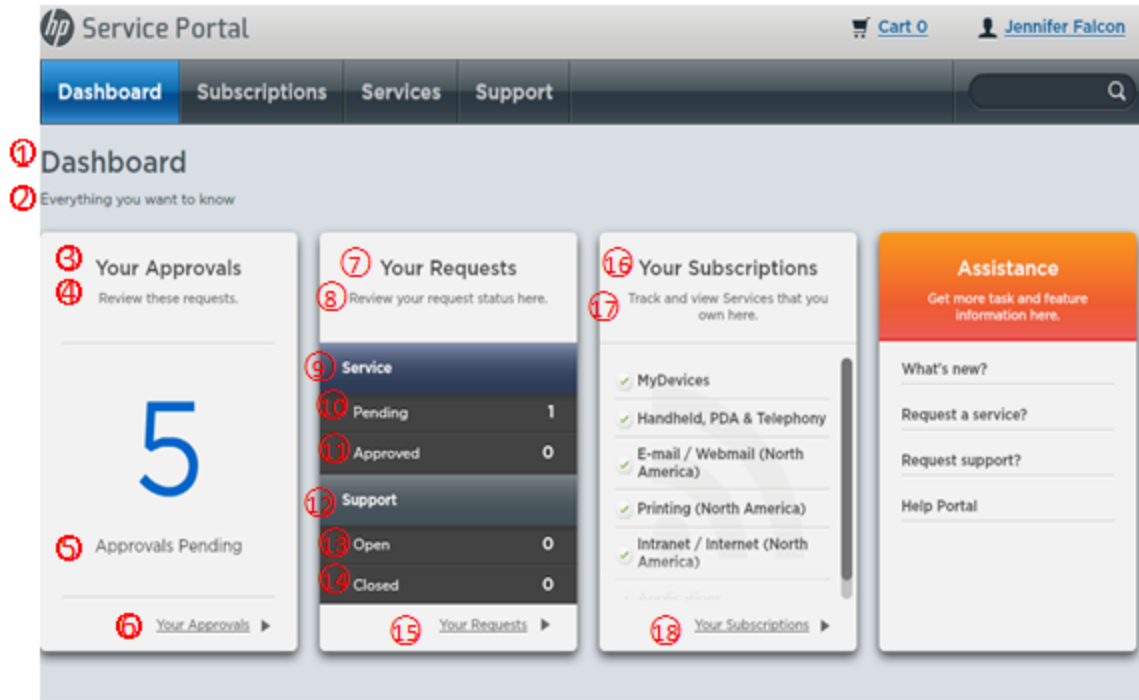 hp Service Portal
Cart 0
Jennifer Falcon
Dashboard
Subscriptions
Services
Support
1 Dashboard
2 Everything you want to know
3 Your Approvals
4 Review these requests.
5
5 Approvals Pending
6 Your Approvals
7 Your Requests
8 Review your request status here.
9 Service
10 Pending 1
11 Approved 0
12 Support
13 Open 0
14 Closed 0
15 Your Requests
16 Your Subscriptions
17 Track and view Services that you
own here.
MyDevices
Handheld, PDA & Telephony
E-mail / Webmail (North
America)
Printing (North America)
Intranet / Internet (North
America)
Applications
18 Your Subscriptions
Assistance
Get more task and feature
information here.
What's new?
Request a service?
Request support?
Help Portal